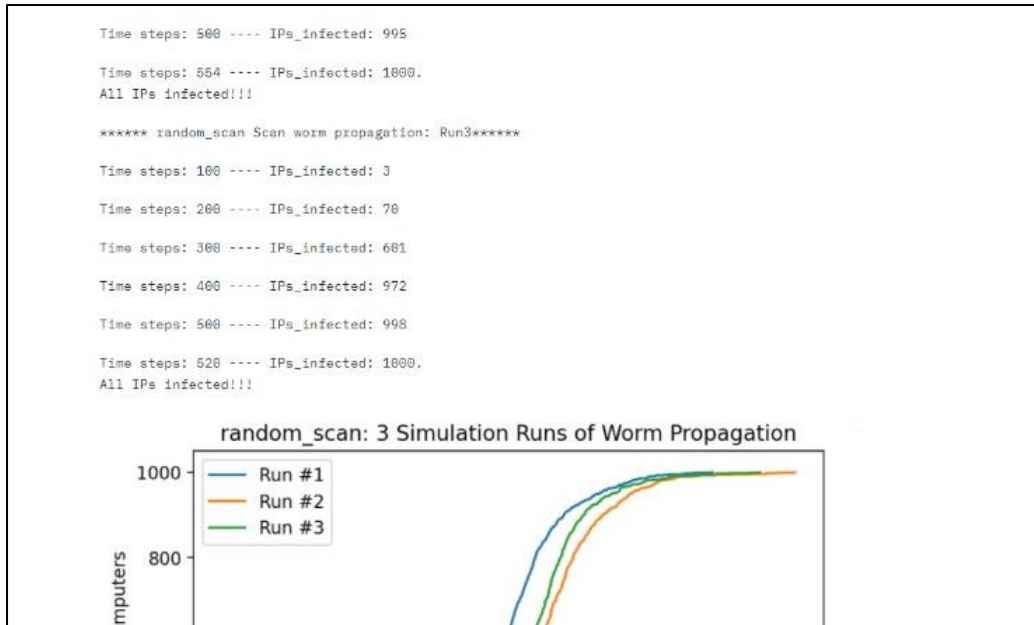 Time steps: 500 ---- IPs_infected: 995
Time steps: 554 ---- IPs_infected: 1000.
All IPs infected!!!
****** random_scan Scan worm propagation: Run3******
Time steps: 100 ---- IPs_infected: 3
Time steps: 200 ---- IPs_infected: 70
Time steps: 300 ---- IPs_infected: 601
Time steps: 400 ---- IPs_infected: 972
Time steps: 500 ---- IPs_infected: 998
Time steps: 520 ---- IPs_infected: 1000.
All IPs infected!!!
random_scan: 3 Simulation Runs of Worm Propagation
1000
Run #1
Run #2
Run #3
800
mputers